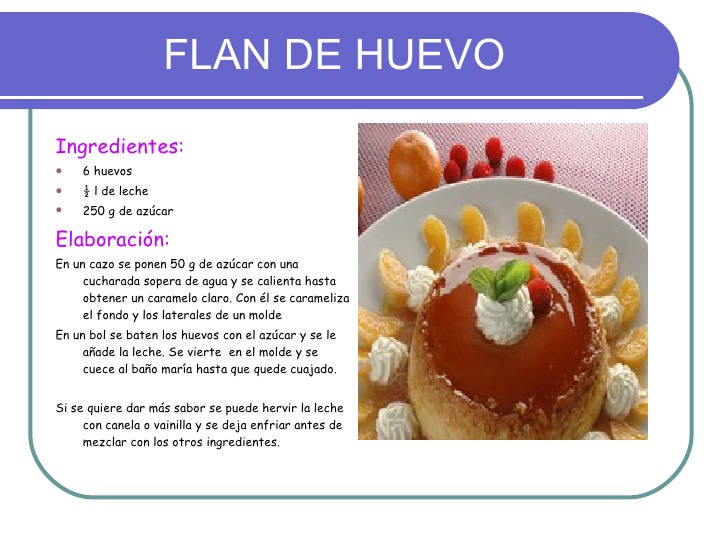 FLAN DE HUEVO
Ingredientes:
• 6 huevos
• ½ l de leche
• 250 g de azúcar
Elaboración:
En un cazo se ponen 50 g de azúcar con una
cucharada sopera de agua y se calienta hasta
obtener un caramelo claro. Con él se carameliza
el fondo y los laterales de un molde
En un bol se baten los huevos con el azúcar y se le
añade la leche. Se vierte en el molde y se
cuece al baño maría hasta que quede cuajado.
Si se quiere dar más sabor se puede hervir la leche
con canela o vainilla y se deja enfriar antes de
mezclar con los otros ingredientes.